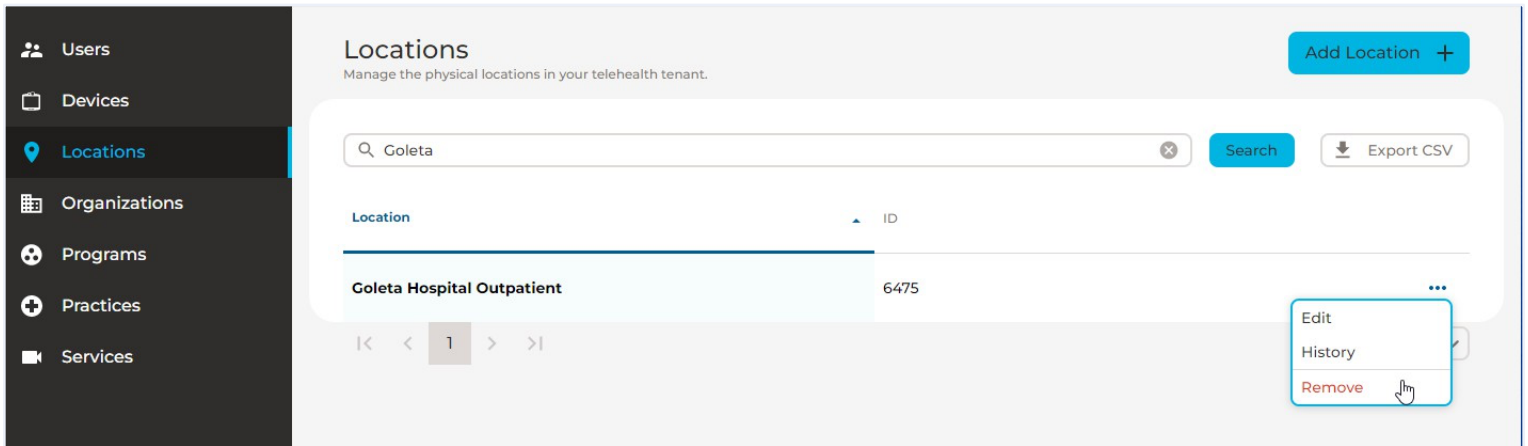 Users
Devices
Locations
Organizations
Programs
Practices
Services
Locations
Manage the physical locations in your telehealth tenant.
Add Location +
Goleta
Search
Export CSV
Location ID
Goleta Hospital Outpatient 6475 •••
1
Edit
History
Remove